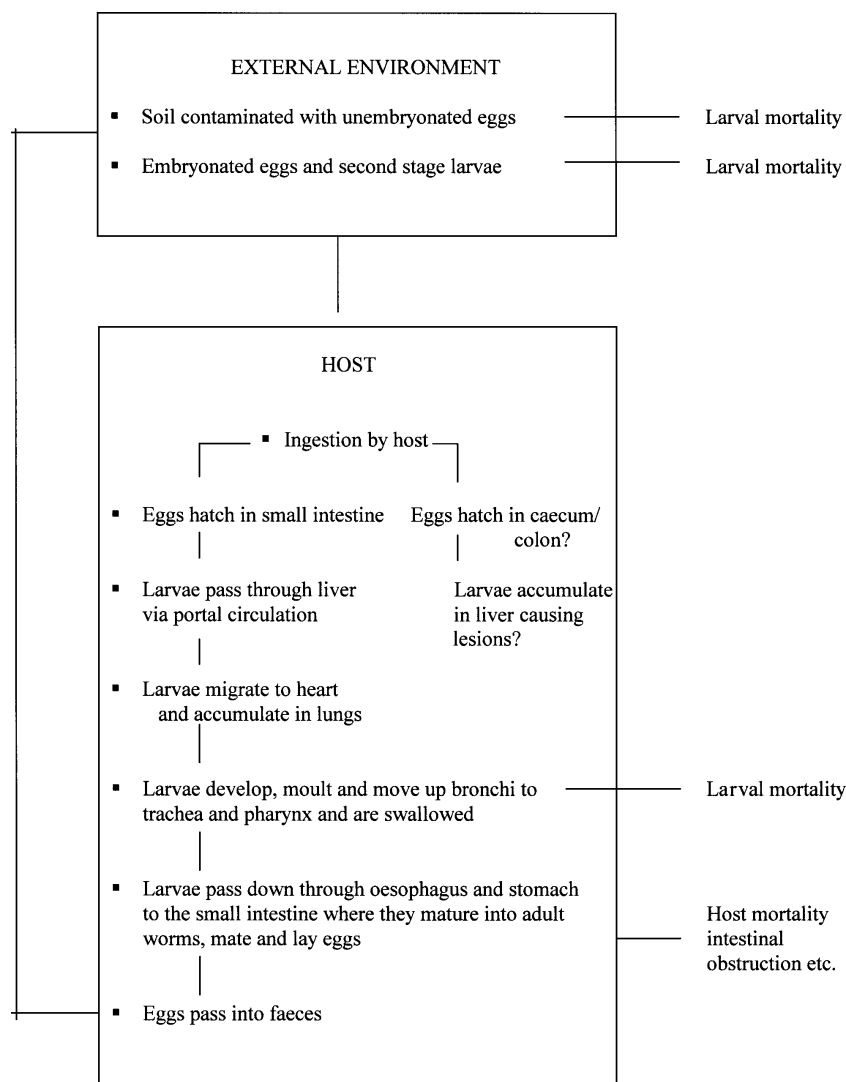 EXTERNAL ENVIRONMENT
▪ Soil contaminated with unembryonated eggs
Larval mortality
▪ Embryonated eggs and second stage larvae
Larval mortality
HOST
▪ Ingestion by host
▪ Eggs hatch in small intestine
Eggs hatch in caecum/
colon?
▪ Larvae pass through liver
via portal circulation
Larvae accumulate
in liver causing
lesions?
▪ Larvae migrate to heart
and accumulate in lungs
▪ Larvae develop, moult and move up bronchi to
trachea and pharynx and are swallowed
Larval mortality
▪ Larvae pass down through oesophagus and stomach
to the small intestine where they mature into adult
worms, mate and lay eggs
Host mortality
intestinal
obstruction etc.
▪ Eggs pass into faeces